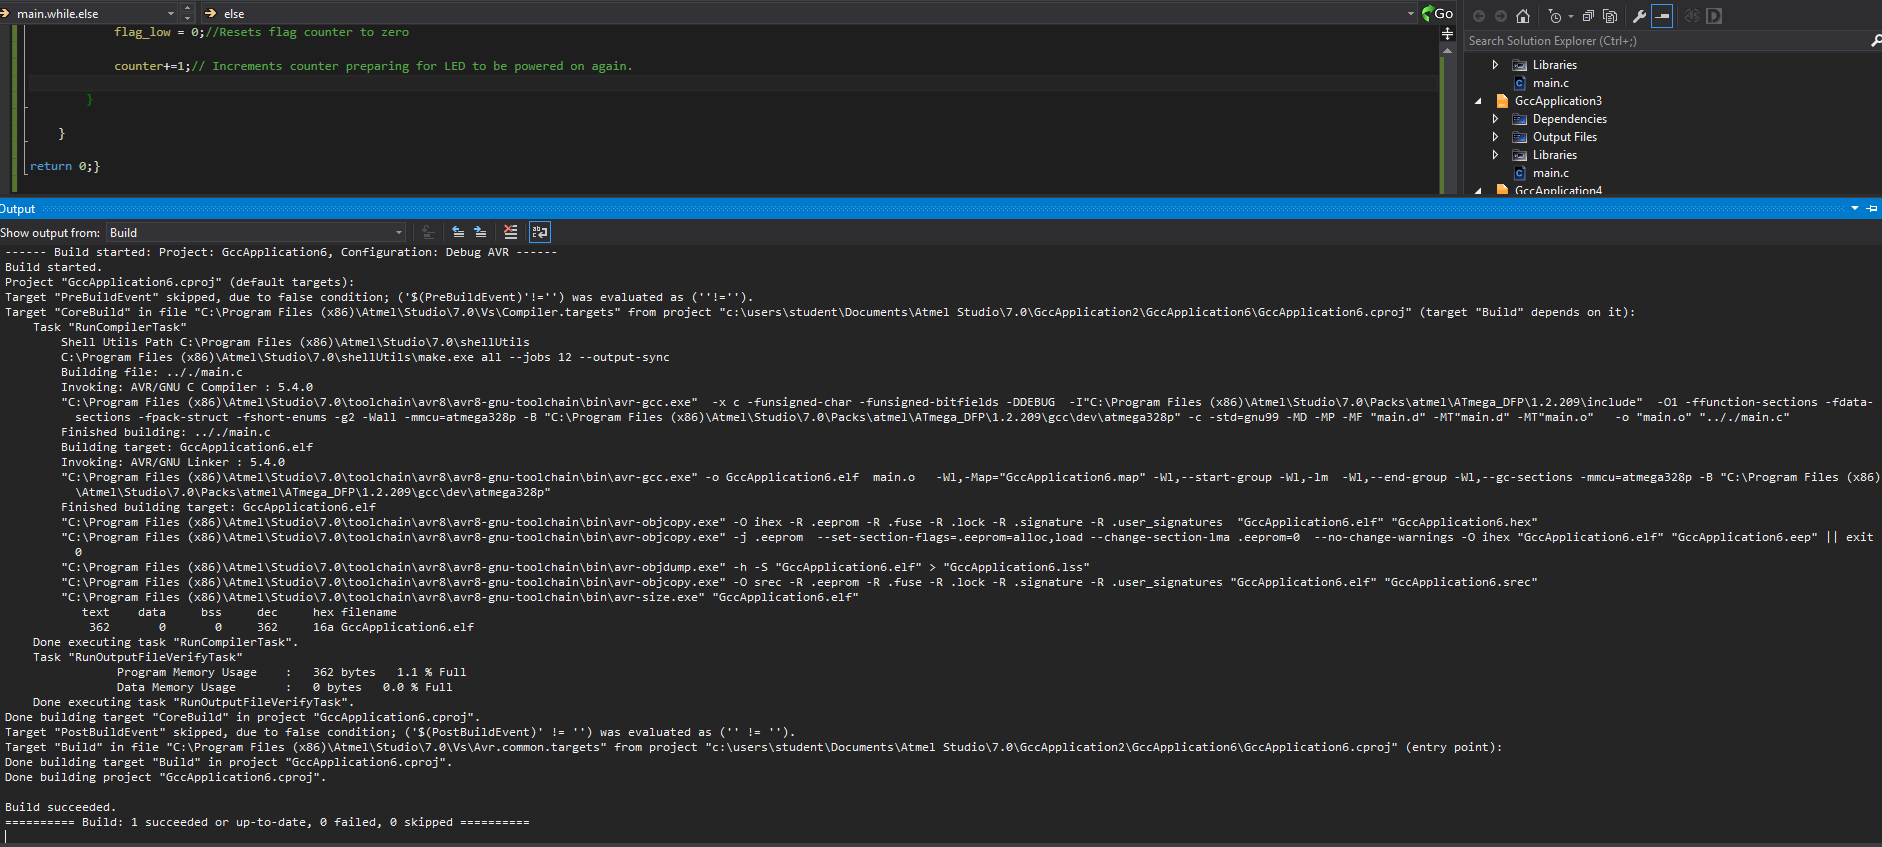 main.while.else
else
Go
flag_low = 0;//Resets flag counter to zero
counter+=1;// Increments counter preparing for LED to be powered on again.
}
}
return 0;}
Search Solution Explorer (Ctrl+;)
Libraries
main.c
GccApplication3
Dependencies
Output Files
Libraries
main.c
GccApplication4
Output
Show output from: Build
------ Build started: Project: GccApplication6, Configuration: Debug AVR ------
Build started.
Project "GccApplication6.cproj" (default targets):
Target "PreBuildEvent" skipped, due to false condition; ('$(PreBuildEvent)'!='') was evaluated as (''!='').
Target "CoreBuild" in file "C:\Program Files (x86)\Atmel\Studio\7.0\Vs\Compiler.targets" from project "c:\users\student\Documents\Atmel Studio\7.0\GccApplication2\GccApplication6\GccApplication6.cproj" (target "Build" depends on it):
Task "RunCompilerTask"
Shell Utils Path C:\Program Files (x86)\Atmel\Studio\7.0\shellUtils
C:\Program Files (x86)\Atmel\Studio\7.0\shellUtils\make.exe all --jobs 12 --output-sync
Building file: .././main.c
Invoking: AVR/GNU C Compiler : 5.4.0
"C:\Program Files (x86)\Atmel\Studio\7.0\toolchain\avr8\avr8-gnu-toolchain\bin\avr-gcc.exe"  -x c -funsigned-char -funsigned-bitfields -DDEBUG  -I"C:\Program Files (x86)\Atmel\Studio\7.0\Packs\atmel\ATmega_DFP\1.2.209\include"  -O1 -ffunction-sections -fdata-
sections -fpack-struct -fshort-enums -g2 -Wall -mmcu=atmega328p -B "C:\Program Files (x86)\Atmel\Studio\7.0\Packs\atmel\ATmega_DFP\1.2.209\gcc\dev\atmega328p" -c -std=gnu99 -MD -MP -MF "main.d" -MT"main.d" -MT"main.o"   -o "main.o" ".././main.c"
Finished building: .././main.c
Building target: GccApplication6.elf
Invoking: AVR/GNU Linker : 5.4.0
"C:\Program Files (x86)\Atmel\Studio\7.0\toolchain\avr8\avr8-gnu-toolchain\bin\avr-gcc.exe" -o GccApplication6.elf  main.o   -Wl,-Map="GccApplication6.map" -Wl,--start-group -Wl,-lm  -Wl,--end-group -Wl,--gc-sections -mmcu=atmega328p -B "C:\Program Files (x86)
\Atmel\Studio\7.0\Packs\atmel\ATmega_DFP\1.2.209\gcc\dev\atmega328p"
Finished building target: GccApplication6.elf
"C:\Program Files (x86)\Atmel\Studio\7.0\toolchain\avr8\avr8-gnu-toolchain\bin\avr-objcopy.exe" -O ihex -R .eeprom -R .fuse -R .lock -R .signature -R .user_signatures  "GccApplication6.elf" "GccApplication6.hex"
"C:\Program Files (x86)\Atmel\Studio\7.0\toolchain\avr8\avr8-gnu-toolchain\bin\avr-objcopy.exe" -j .eeprom  --set-section-flags=.eeprom=alloc,load --change-section-lma .eeprom=0  --no-change-warnings -O ihex "GccApplication6.elf" "GccApplication6.eep" || exit
0
"C:\Program Files (x86)\Atmel\Studio\7.0\toolchain\avr8\avr8-gnu-toolchain\bin\avr-objdump.exe" -h -S "GccApplication6.elf" > "GccApplication6.lss"
"C:\Program Files (x86)\Atmel\Studio\7.0\toolchain\avr8\avr8-gnu-toolchain\bin\avr-objcopy.exe" -O srec -R .eeprom -R .fuse -R .lock -R .signature -R .user_signatures "GccApplication6.elf" "GccApplication6.srec"
"C:\Program Files (x86)\Atmel\Studio\7.0\toolchain\avr8\avr8-gnu-toolchain\bin\avr-size.exe" "GccApplication6.elf"
text    data     bss     dec     hex filename
362       0       0     362     16a GccApplication6.elf
Done executing task "RunCompilerTask".
Task "RunOutputFileVerifyTask"
Program Memory Usage    :   362 bytes   1.1 % Full
Data Memory Usage       :   0 bytes   0.0 % Full
Done executing task "RunOutputFileVerifyTask".
Done building target "CoreBuild" in project "GccApplication6.cproj".
Target "PostBuildEvent" skipped, due to false condition; ('$(PostBuildEvent)' != '') was evaluated as ('' != '').
Target "Build" in file "C:\Program Files (x86)\Atmel\Studio\7.0\Vs\Avr.common.targets" from project "c:\users\student\Documents\Atmel Studio\7.0\GccApplication2\GccApplication6\GccApplication6.cproj" (entry point):
Done building target "Build" in project "GccApplication6.cproj".
Done building project "GccApplication6.cproj".
Build succeeded.
========== Build: 1 succeeded or up-to-date, 0 failed, 0 skipped ==========